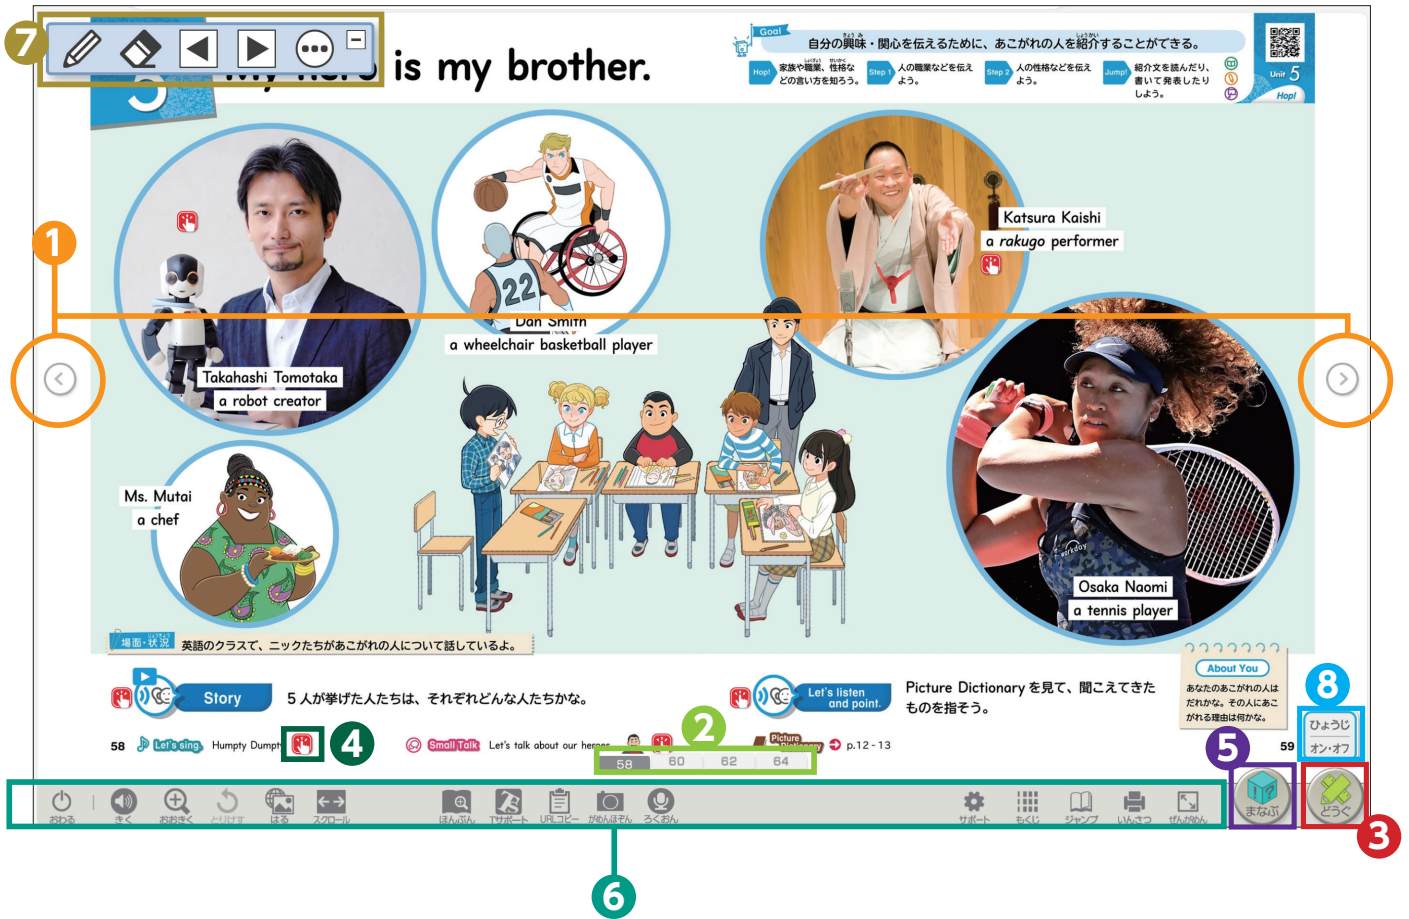 7
is my brother.
Goal
自分の興味・関心を伝えるために、あこがれの人を紹介することができる。
Hop!
家族や職業、性格な
どの言い方を知ろう。
Step 1
人の職業などを伝え
よう。
Step 2
人の性格などを伝え
よう。
Jump!
紹介文を読んだり、
書いて発表したり
しよう。
Unit 5
Hop!
1
22
Katsura Kaishi
a rakugo performer
Dan Smith
a wheelchair basketball player
Takahashi Tomotaka
a robot creator
Ms. Mutai
a chef
Osaka Naomi
a tennis player
場面・状況
英語のクラスで、ニックたちがあこがれの人について話しているよ。
Story
5人が挙げた人たちは、それぞれどんな人たちかな。
Let's listen
and point.
Picture Dictionary を見て、聞こえてきた
ものを指そう。
About You
あなたのあこがれの人は
だれかな。その人にあこ
がれる理由は何かな。
8
ひょうじ
オン・オフ
58
Let's sing.
Humpty Dumpt
4
Small Talk
Let's talk about our heroes
2
Picture
Dictionary
p.12 - 13
59
58
60
62
64
5
まなぶ
どうぐ
3
おわる
きく
おおきく
とりけす
はる
スクロール
ほんぶん
Tサポート
URLコピー
がめんほぞん
ろくおん
サポート
もくじ
ジャンプ
いんさつ
ぜんがめん
6